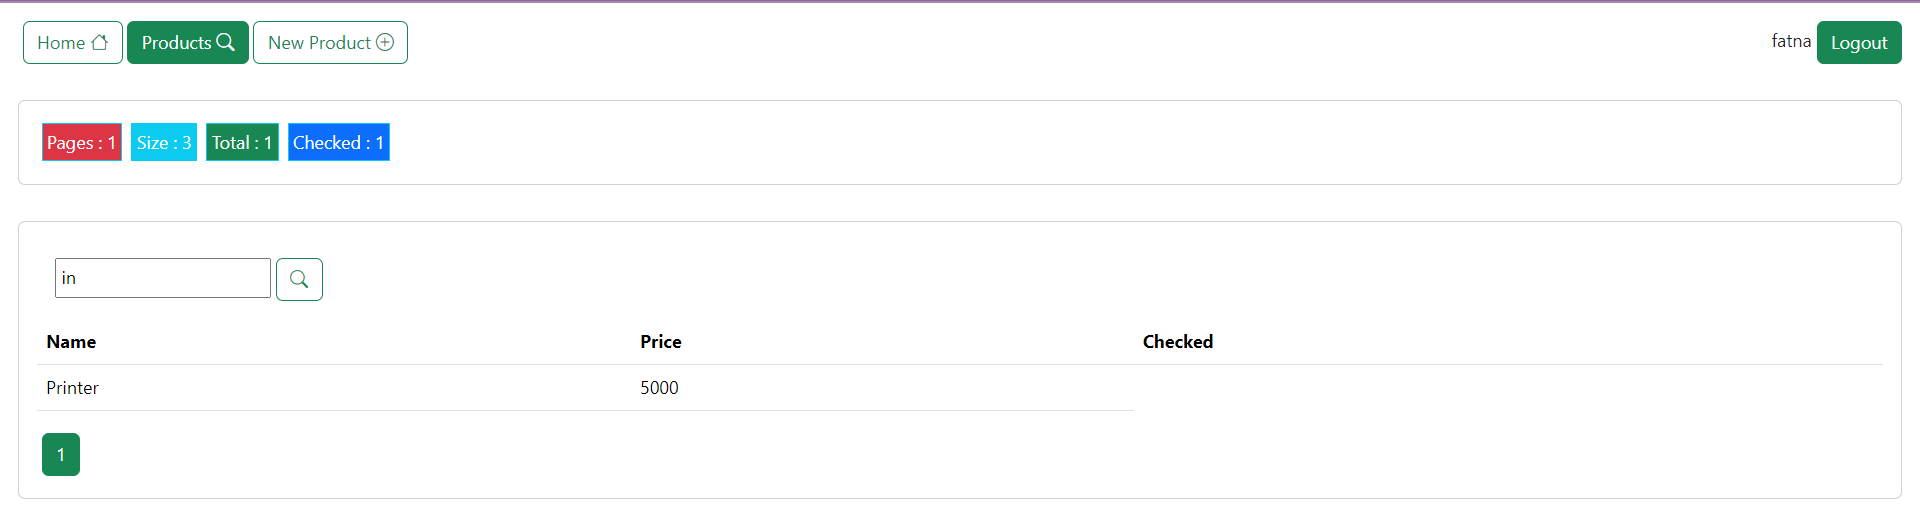 Home Products New Product fatna Logout
Pages : 1 Size : 3 Total : 1 Checked : 1
in
Name Price Checked
Printer 5000
1